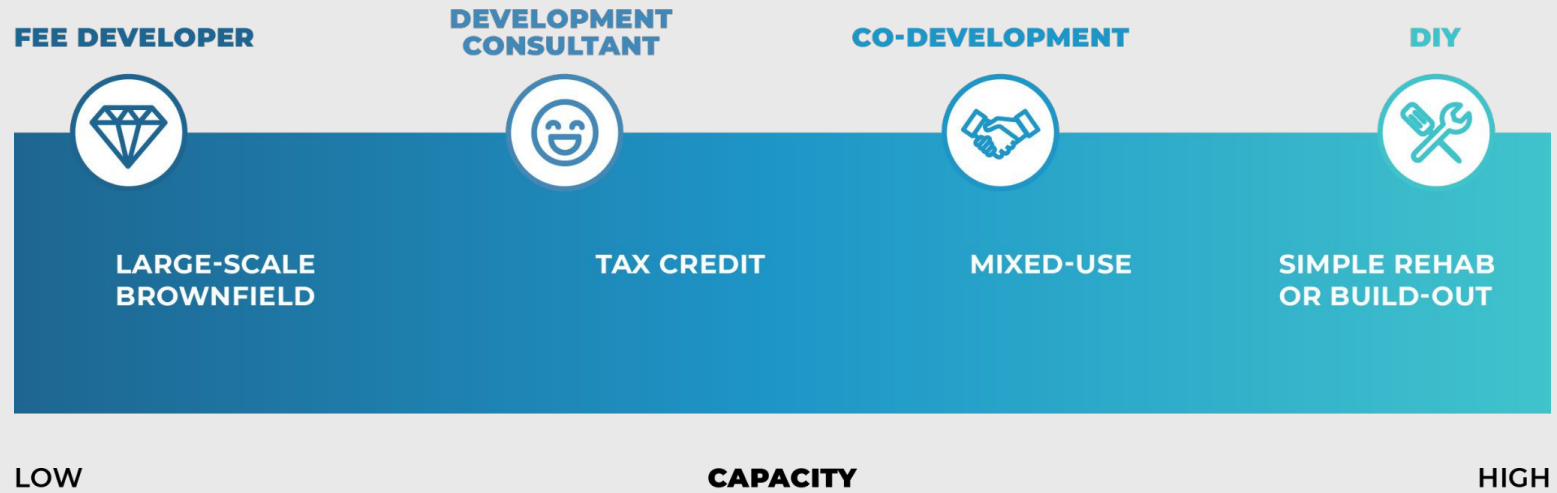 FEE DEVELOPER
DEVELOPMENT
CONSULTANT
CO-DEVELOPMENT
DIY
LARGE-SCALE
BROWNFIELD
TAX CREDIT
MIXED-USE
SIMPLE REHAB
OR BUILD-OUT
LOW
CAPACITY
HIGH